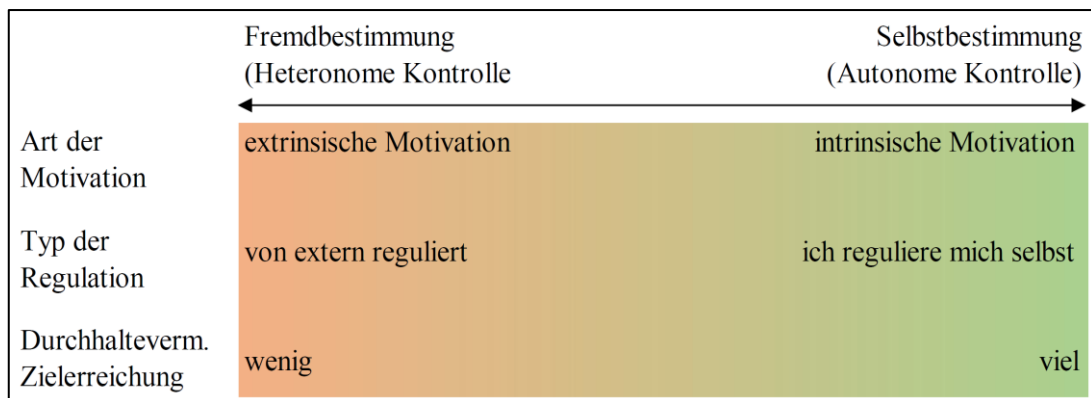 Fremdbestimmung
(Heteronome Kontrolle
Selbstbestimmung
(Autonome Kontrolle)
Art der
Motivation
extrinsische Motivation
intrinsische Motivation
Typ der
Regulation
von extern reguliert
ich reguliere mich selbst
Durchhalteverm.
Zielerreichung
wenig
viel